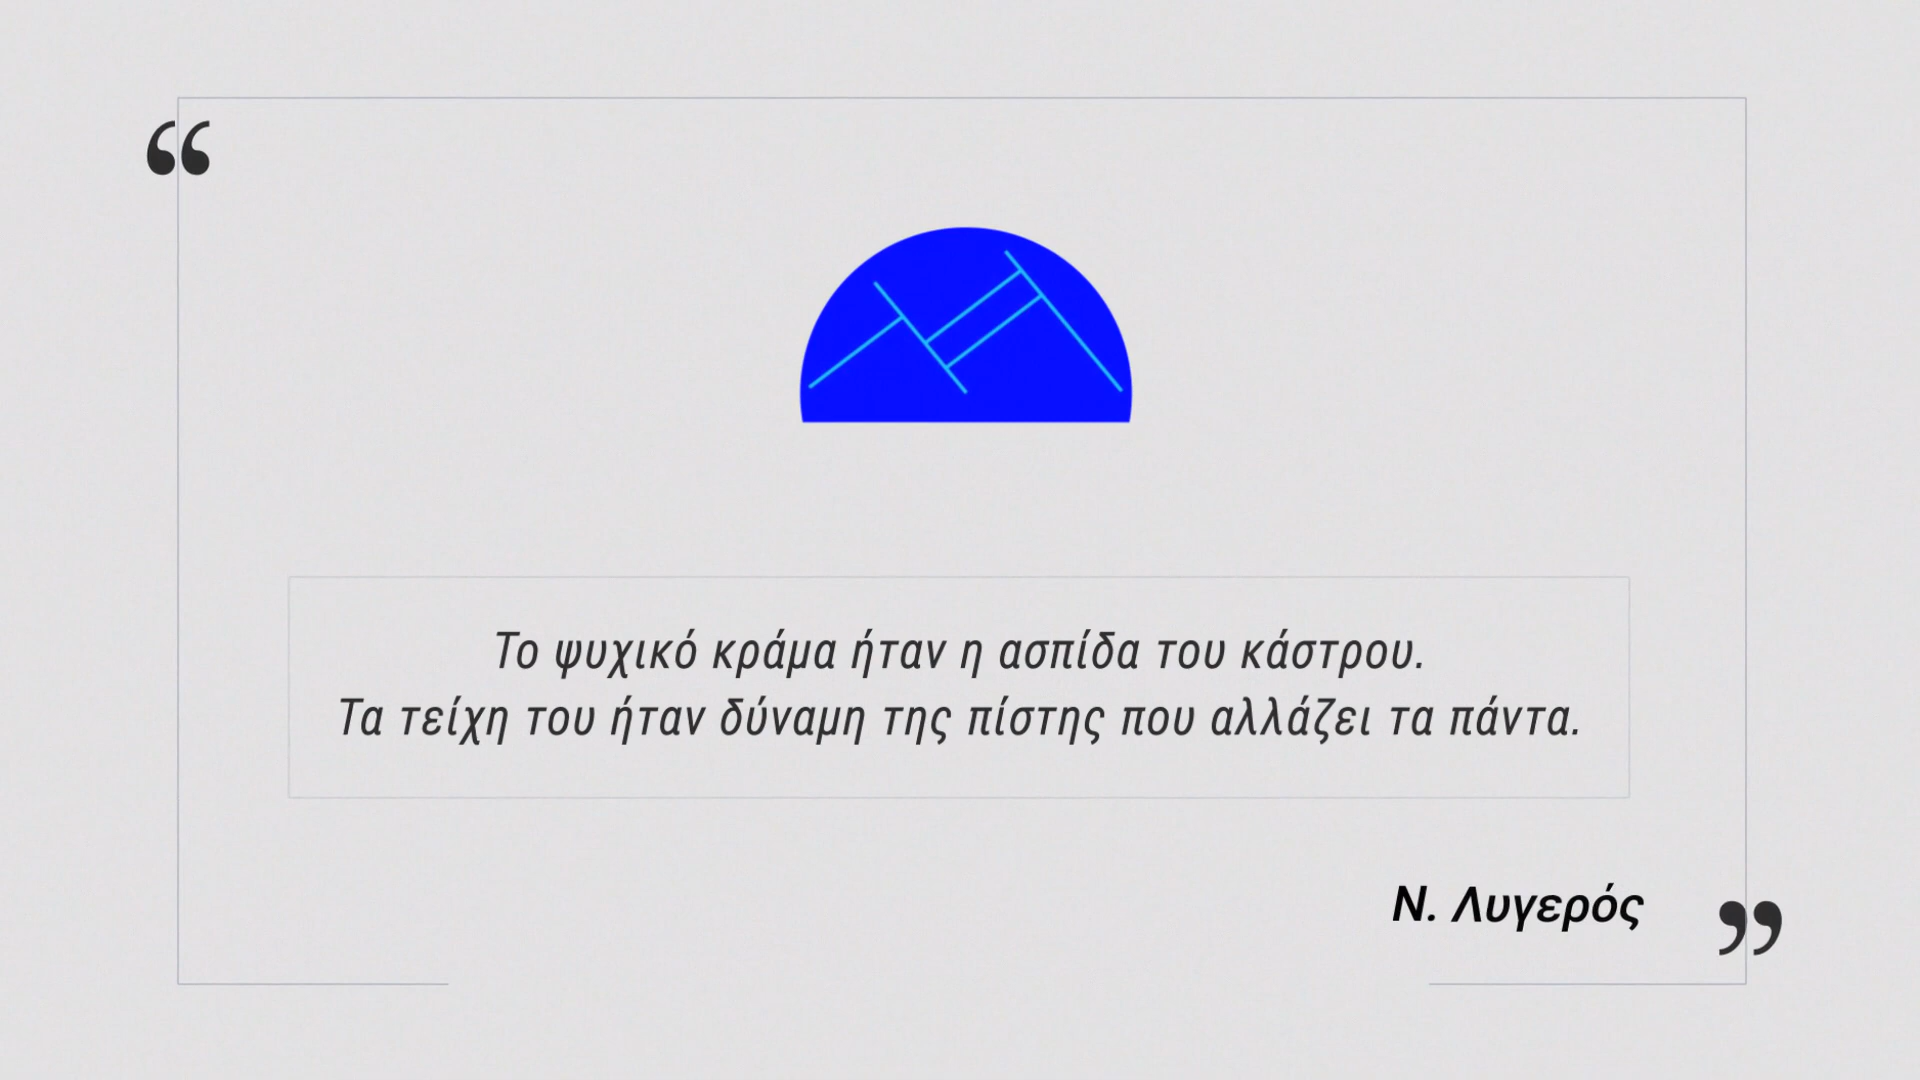 “
Το ψυχικό κράμα ήταν η ασπίδα του κάστρου.
Τα τείχη του ήταν δύναμη της πίστης που αλλάζει τα πάντα.
Ν. Λυγερός
”